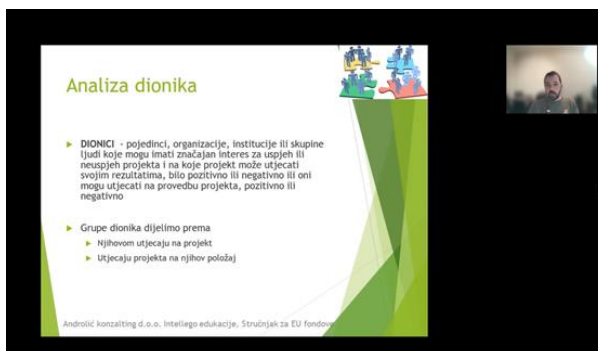 Analiza dionika
DIONICI - pojedinci, organizacije, institucije ili skupine
ljudi koje mogu imati značajan interes za uspjeh ili
neuspjeh projekta i na koje projekt može utjecati
svojim rezultatima, bilo pozitivno ili negativno ili oni
mogu utjecati na provedbu projekta, pozitivno ili
negativno
Grupe dionika dijelimo prema
Njihovom utjecaju na projekt
Utjecaju projekta na njihov položaj
Androlić konzalting d.o.o. Intellego edukacije, Stručnjak za EU fondove